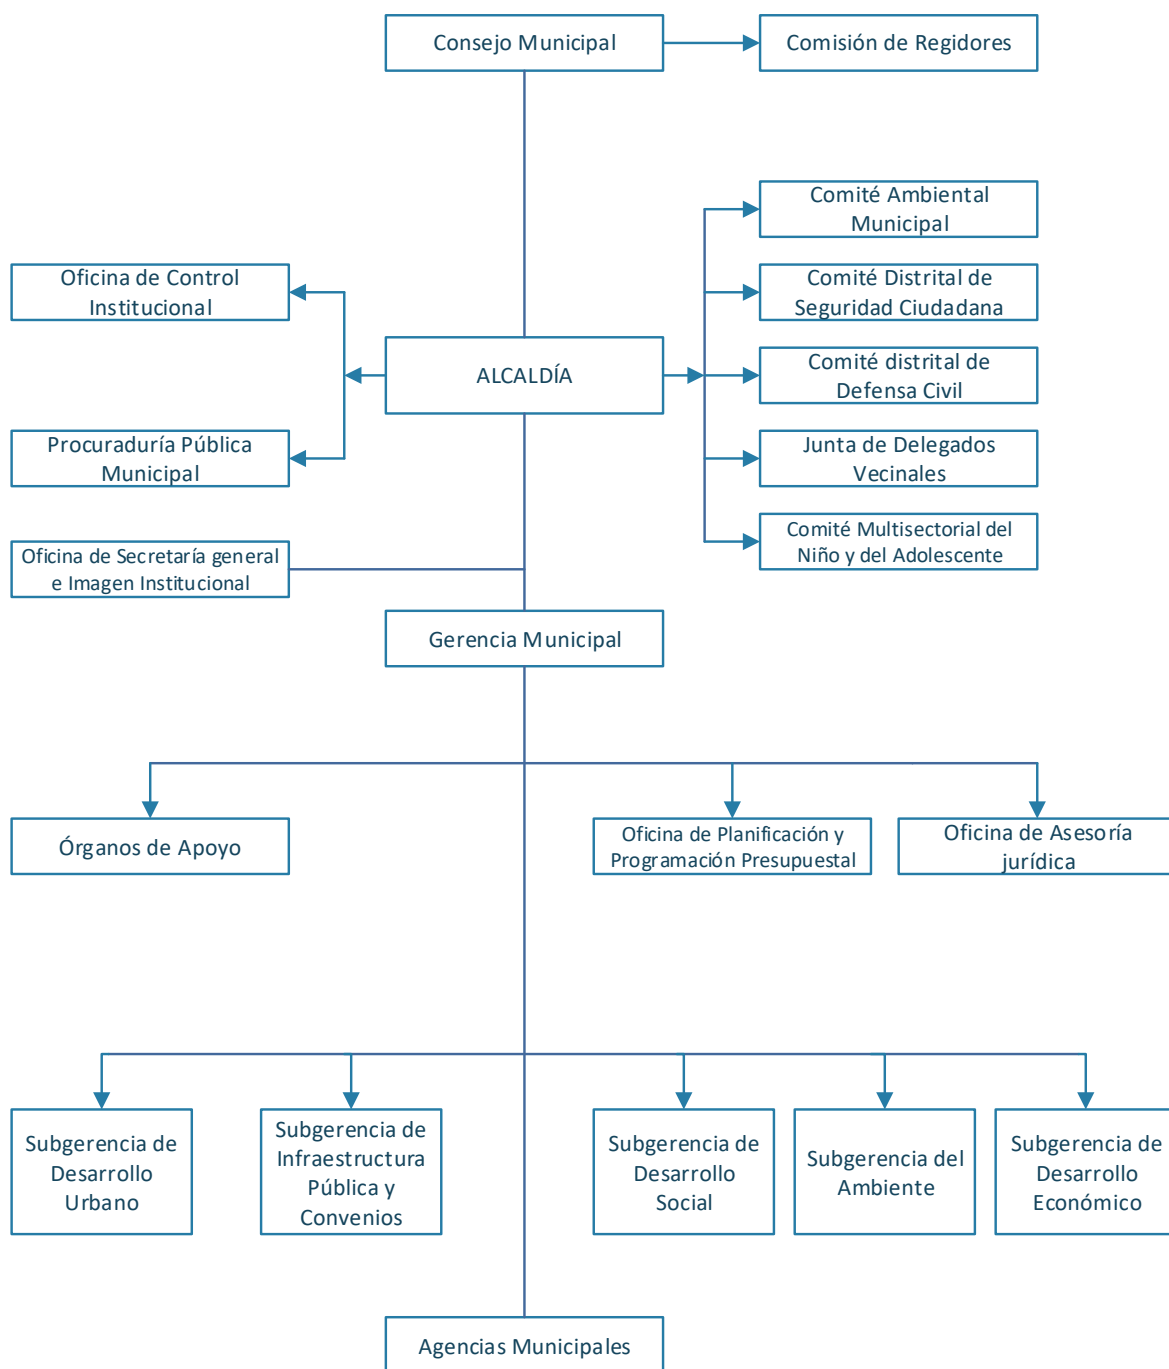 Consejo Municipal
Comisión de Regidores
Comité Ambiental
Municipal
Oficina de Control
Institucional
Comité Distrital de
Seguridad Ciudadana
ALCALDÍA
Comité distrital de
Defensa Civil
Procuraduría Pública
Municipal
Junta de Delegados
Vecinales
Oficina de Secretaría general
e Imagen Institucional
Comité Multisectorial del
Niño y del Adolescente
Gerencia Municipal
Órganos de Apoyo
Oficina de Planificación y
Programación Presupuestal
Oficina de Asesoría
jurídica
Subgerencia de
Desarrollo
Urbano
Subgerencia de
Infraestructura
Pública y
Convenios
Subgerencia de
Desarrollo
Social
Subgerencia del
Ambiente
Subgerencia de
Desarrollo
Económico
Agencias Municipales